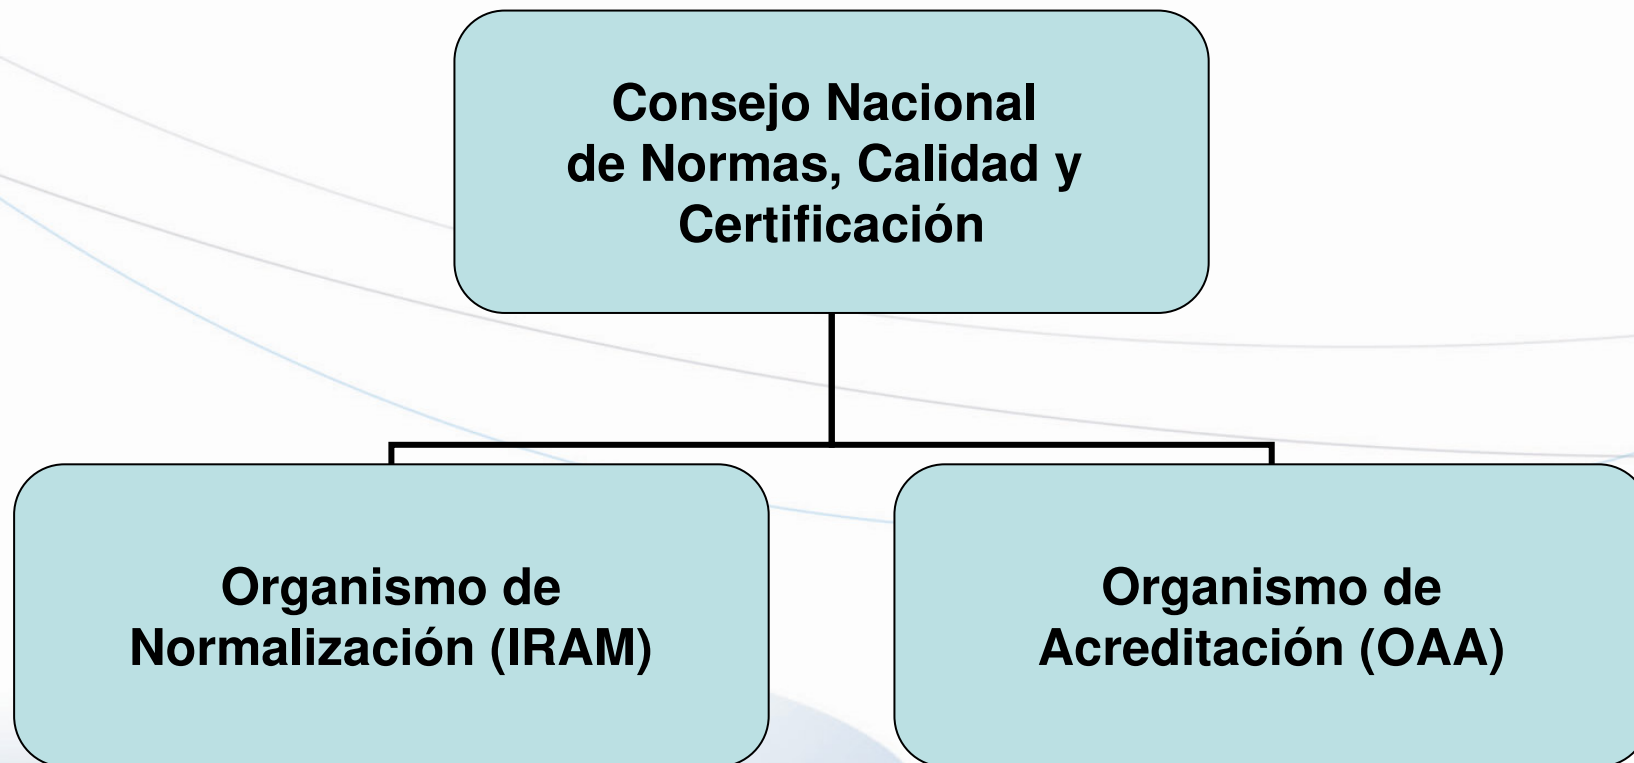 Consejo Nacional
de Normas, Calidad y
Certificación
Organismo de
Normalización (IRAM)
Organismo de
Acreditación (OAA)